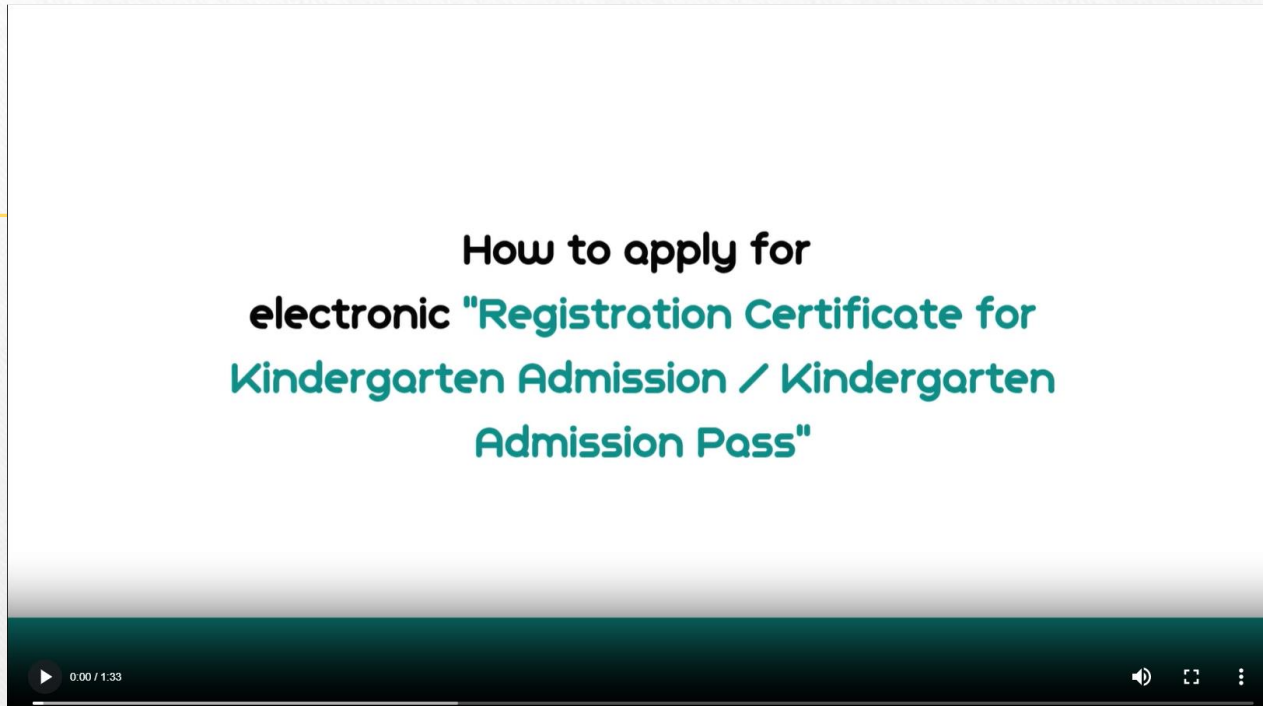 How to apply for
electronic "Registration Certificate for
Kindergarten Admission / Kindergarten
Admission Pass"
0:00 / 1:33